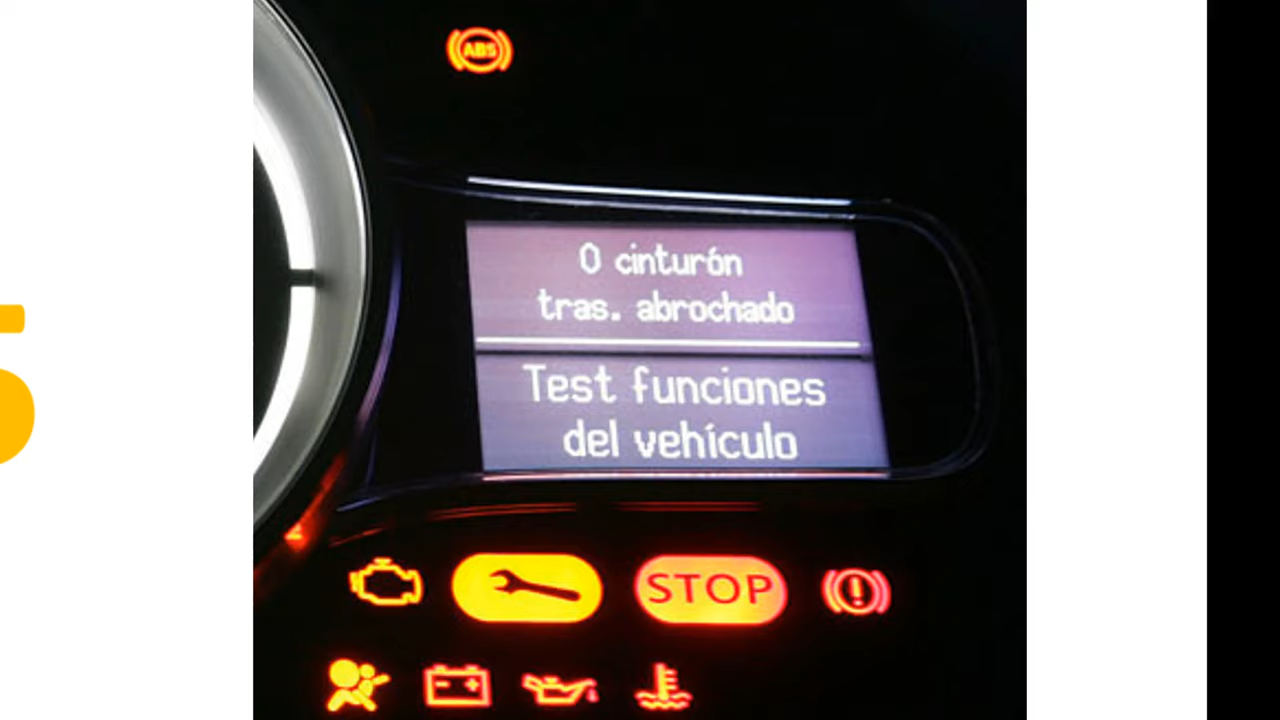 ABS
0 cinturón
tras. abrochado
Test funciones
del vehículo
STOP